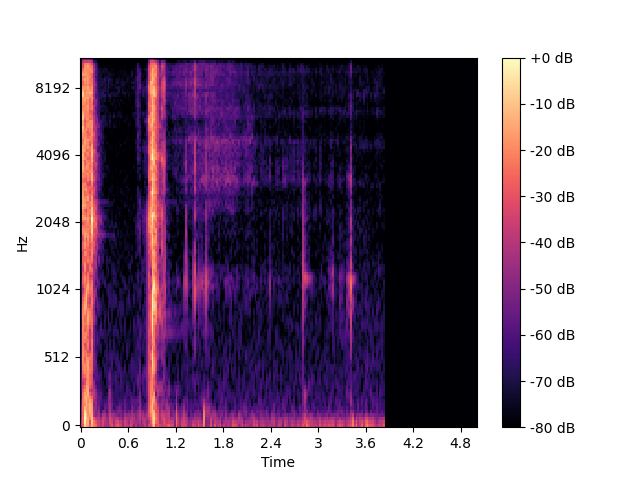 +0 dB
8192
-10 dB
4096
-20 dB
-30 dB
2048
Hz
-40 dB
1024
-50 dB
-60 dB
512
-70 dB
0
-80 dB
0 0.6 1.2 1.8 2.4 3 3.6 4.2 4.8
Time